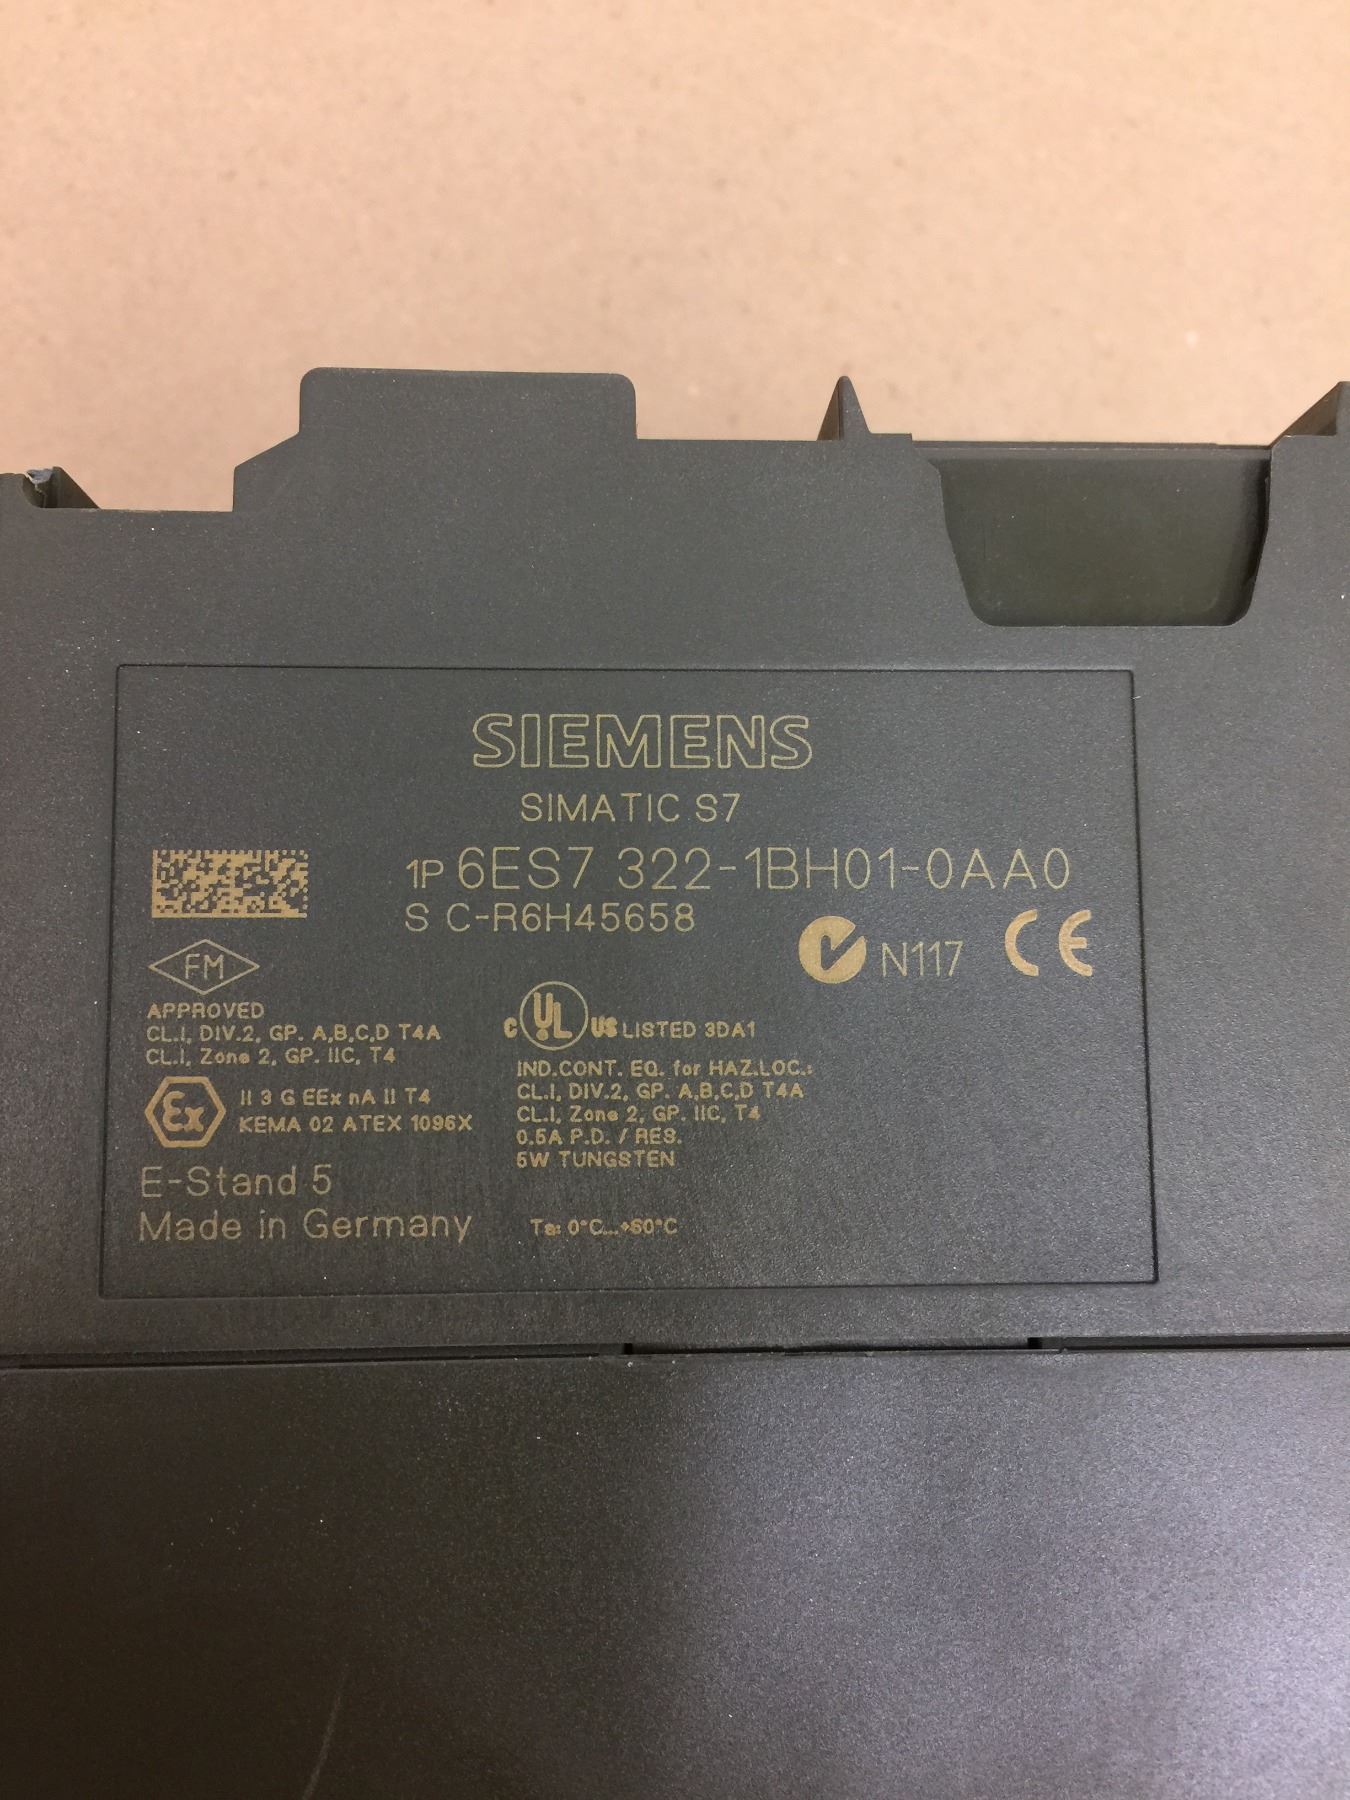 SIEMENS
SIMATIC S7
1P 6ES7 322-1BH01-0AA0
S C-R6H45658
N117 CE
FM
APPROVED
CL.I, DIV.2, GP. A,B,C,D T4A
CL.I, Zone 2, GP. IIC, T4
Ex II 3 G EEx nA II T4
KEMA 02 ATEX 1096X
E-Stand 5
Made in Germany
C UL US LISTED 3DA1
IND.CONT. EQ. for HAZ.LOC.:
CL.I, DIV.2, GP. A,B,C,D T4A
CL.I, Zone 2, GP. IIC, T4
0.5A P.D. / RES.
5W TUNGSTEN
Ta: 0°C...+60°C